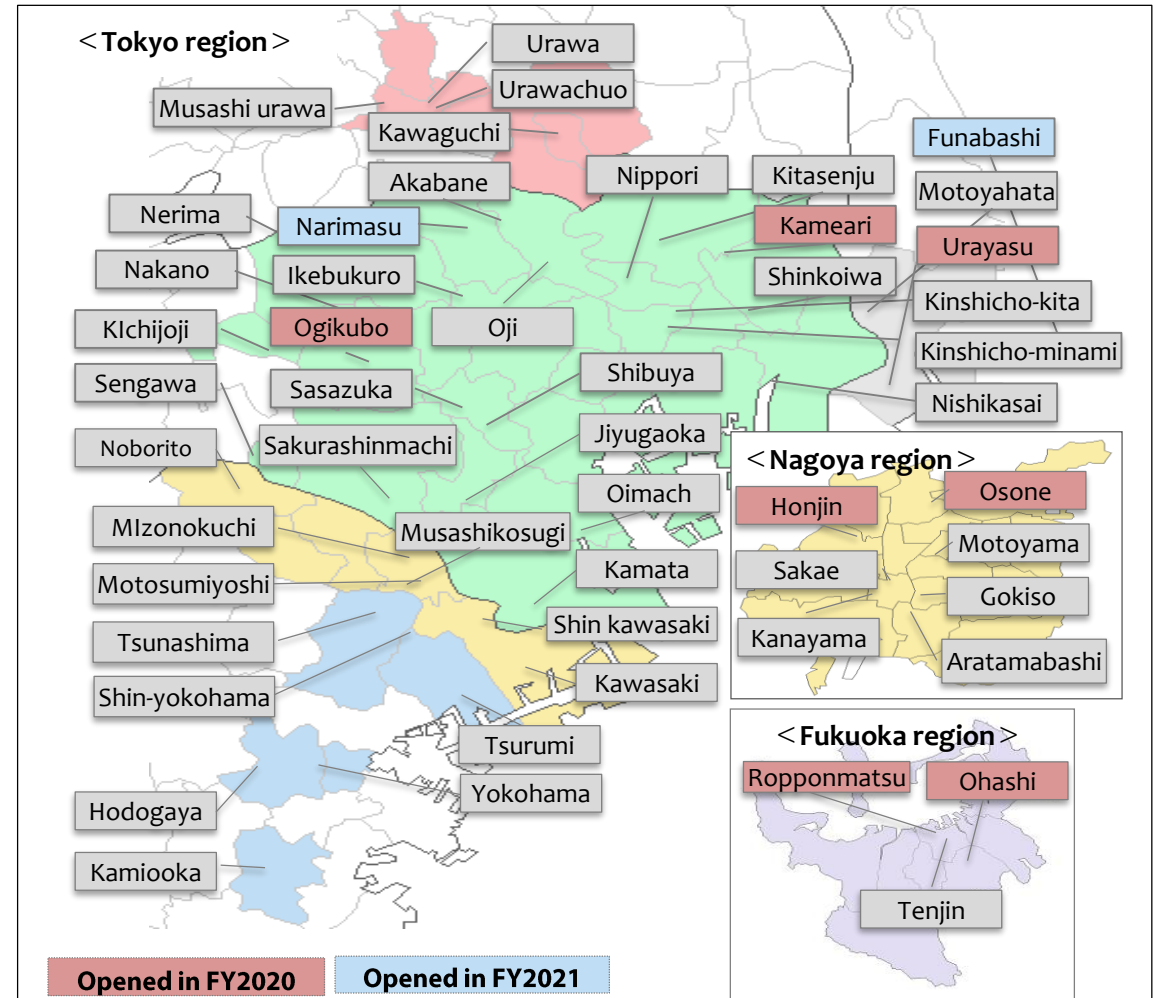 <Tokyo region>
Urawa
Urawachuo
Musashi urawa
Kawaguchi
Funabashi
Akabane
Nippori
Kitasenju
Motoyahata
Nerima
Narimasu
Kameari
Urayasu
Nakano
Ikebukuro
Shinkoiwa
Kinshicho-kita
KIchijoji
Ogikubo
Oji
Kinshicho-minami
Sengawa
Sasazuka
Shibuya
Nishikasai
Noborito
Sakurashinmachi
Jiyugaoka
Oimach
MIzonokuchi
Musashikosugi
Motosumiyoshi
Kamata
Tsunashima
Shin kawasaki
Shin-yokohama
Kawasaki
Tsurumi
Yokohama
Hodogaya
Kamiooka
<Nagoya region>
Honjin
Osone
Motoyama
Sakae
Gokiso
Kanayama
Aratamabashi
<Fukuoka region>
Ropponmatsu
Ohashi
Tenjin
Opened in FY2020
Opened in FY2021